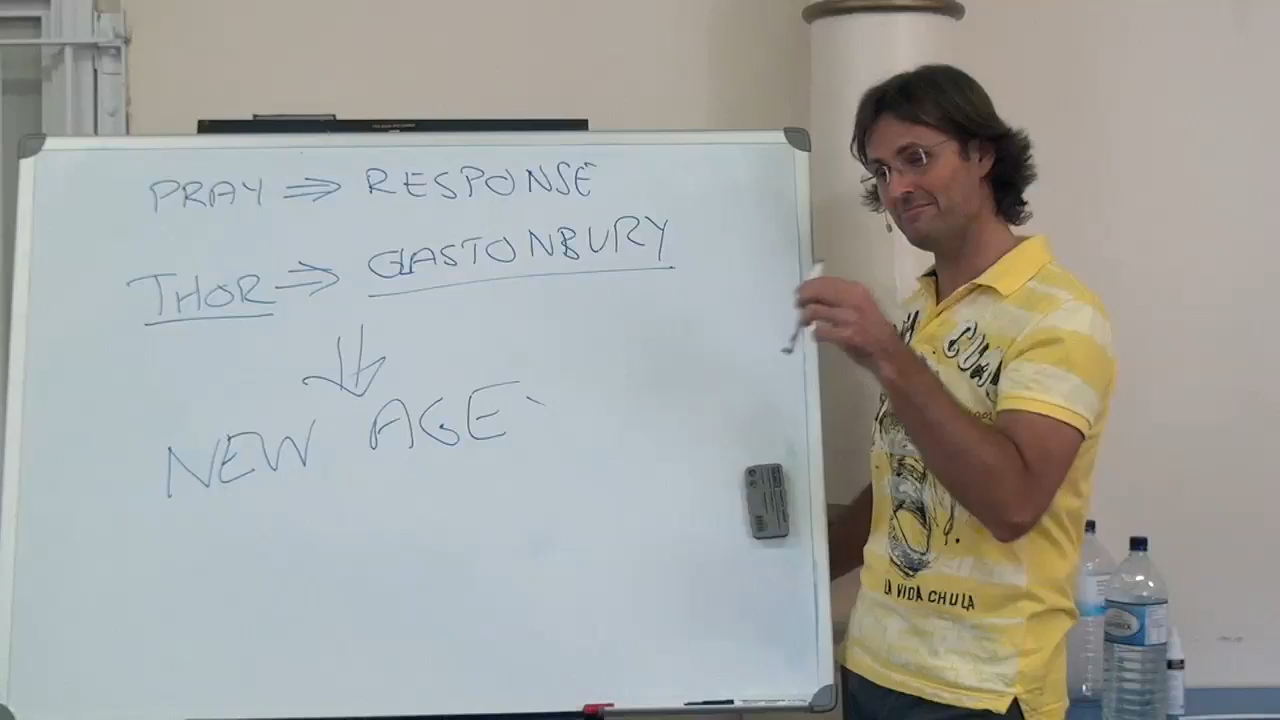 PRAY ⇒ RESPONSE
THOR ⇒ GLASTONBURY
⇓
NEW AGE
LA VIDA CHULA